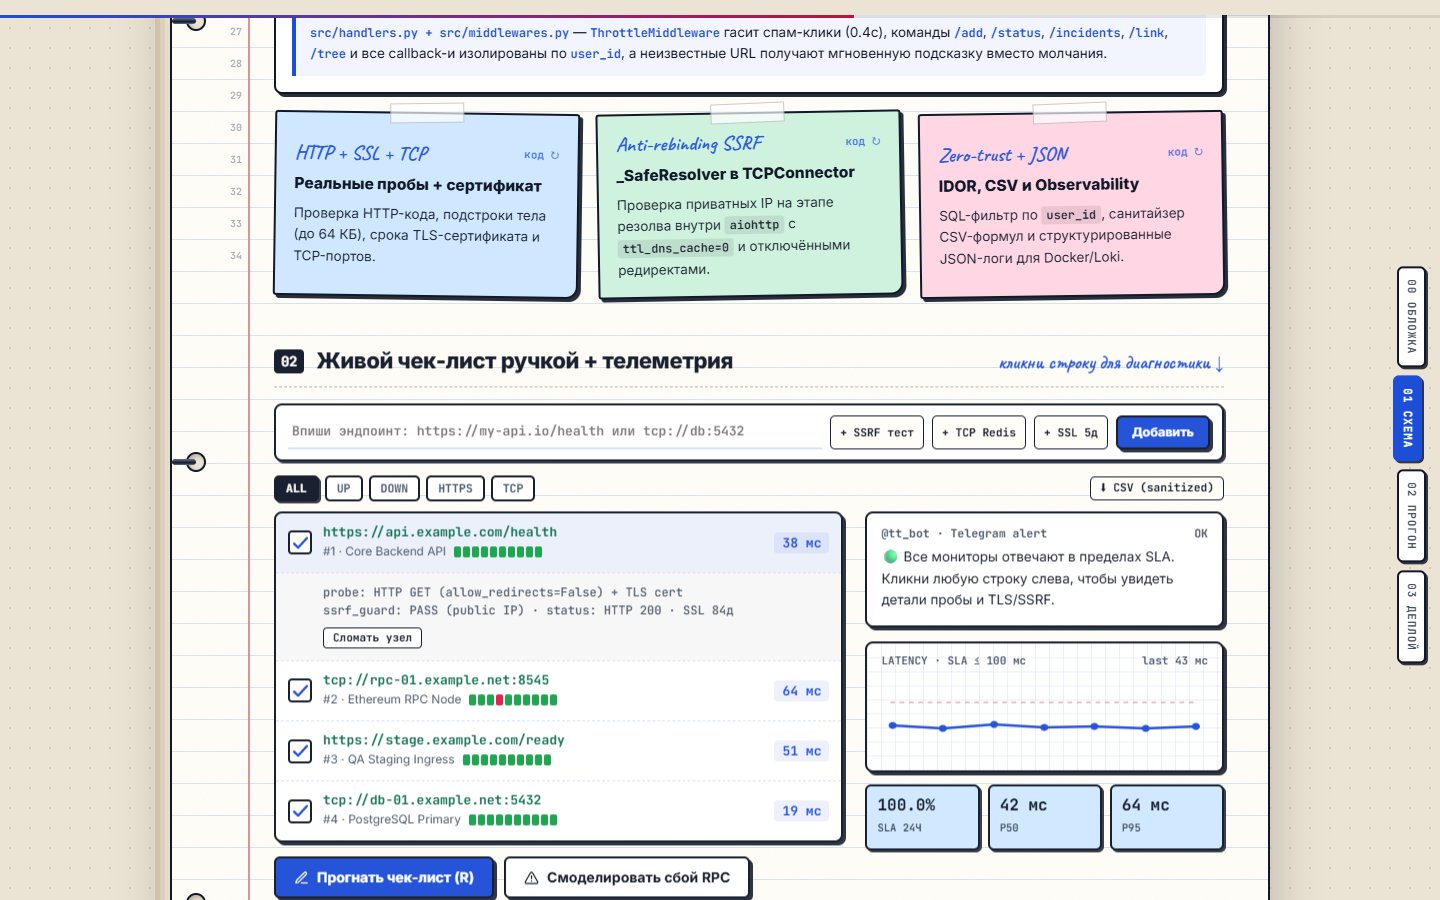 27
src/handlers.py + src/middlewares.py — ThrottleMiddleware гасит спам-клики (0.4с), команды /add, /status, /incidents, /link,
28
/tree и все callback-и изолированы по user_id, а неизвестные URL получают мгновенную подсказку вместо молчания.
29
30
31
32
33
34
HTTP + SSL + TCP
код ↻
Реальные пробы + сертификат
Проверка HTTP-кода, подстроки тела
(до 64 КБ), срока TLS-сертификата и
TCP-портов.
Anti-rebinding SSRF
код ↻
_SafeResolver в TCPConnector
Проверка приватных IP на этапе
резолва внутри aiohttp с
ttl_dns_cache=0 и отключёнными
редиректами.
Zero-trust + JSON
код ↻
IDOR, CSV и Observability
SQL-фильтр по user_id, санитайзер
CSV-формул и структурированные
JSON-логи для Docker/Loki.
02 Живой чек-лист ручкой + телеметрия
кликни строку для диагностики ↓
Впиши эндпоинт: https://my-api.io/health или tcp://db:5432
+ SSRF тест
+ TCP Redis
+ SSL 5д
Добавить
ALL
UP
DOWN
HTTPS
TCP
⬇ CSV (sanitized)
https://api.example.com/health
#1 · Core Backend API
38 мс
probe: HTTP GET (allow_redirects=False) + TLS cert
ssrf_guard: PASS (public IP) · status: HTTP 200 · SSL 84д
Сломать узел
tcp://rpc-01.example.net:8545
#2 · Ethereum RPC Node
64 мс
https://stage.example.com/ready
#3 · QA Staging Ingress
51 мс
tcp://db-01.example.net:5432
#4 · PostgreSQL Primary
19 мс
@tt_bot · Telegram alert
OK
Все мониторы отвечают в пределах SLA.
Кликни любую строку слева, чтобы увидеть
детали пробы и TLS/SSRF.
LATENCY · SLA ≤ 100 мс
last 43 мс
100.0%
SLA 24Ч
42 мс
P50
64 мс
P95
Прогнать чек-лист (R)
Смоделировать сбой RPC
00 ОБЛОЖКА
01 СХЕМА
02 ПРОГОН
03 ДЕПЛОЙ